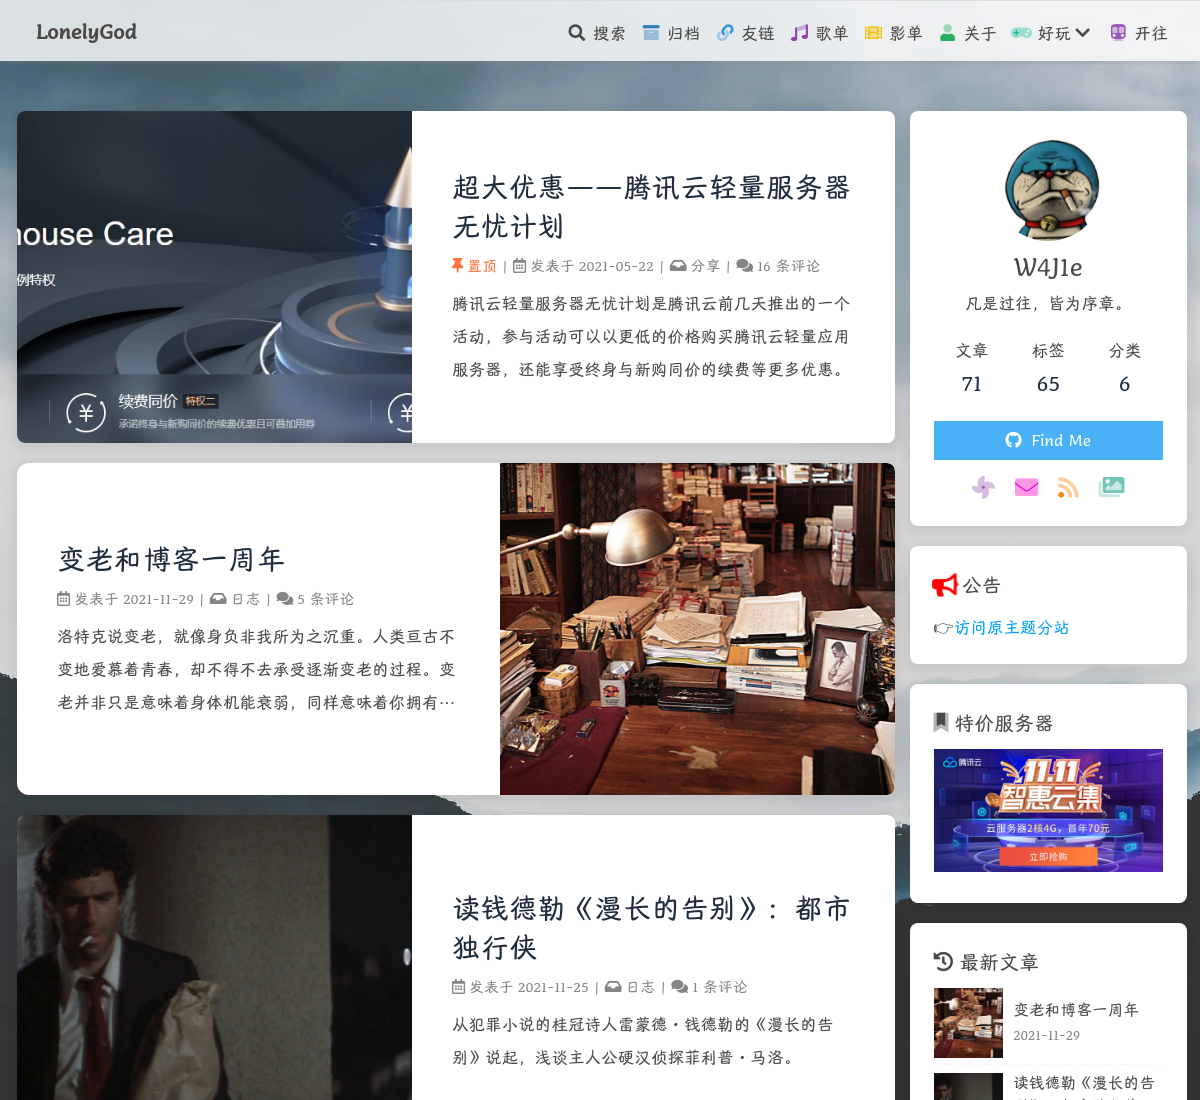 LonelyGod
搜索 归档 友链 歌单 影单 关于 好玩 开往
house Care
例特权
续费同价 特权二
承诺终身与新购同价的续费优惠且可叠加用券
超大优惠——腾讯云轻量服务器
无忧计划
置顶 | 发表于 2021-05-22 | 分享 | 16 条评论
腾讯云轻量服务器无忧计划是腾讯云前几天推出的一个
活动，参与活动可以以更低的价格购买腾讯云轻量应用
服务器，还能享受终身与新购同价的续费等更多优惠。
变老和博客一周年
发表于 2021-11-29 | 日志 | 5 条评论
洛特克说变老，就像身负非我所为之沉重。人类亘古不
变地爱慕着青春，却不得不去承受逐渐变老的过程。变
老并非只是意味着身体机能衰弱，同样意味着你拥有…
读钱德勒《漫长的告别》：都市
独行侠
发表于 2021-11-25 | 日志 | 1 条评论
从犯罪小说的桂冠诗人雷蒙德·钱德勒的《漫长的告
别》说起，浅谈主人公硬汉侦探菲利普·马洛。
W4J1e
凡是过往，皆为序章。
文章 标签 分类
71 65 6
Find Me
公告
👉访问原主题分站
特价服务器
腾讯云
11.11
智惠云集
云服务器2核4G，首年70元
立即抢购
最新文章
变老和博客一周年
2021-11-29
读钱德勒《漫长的告